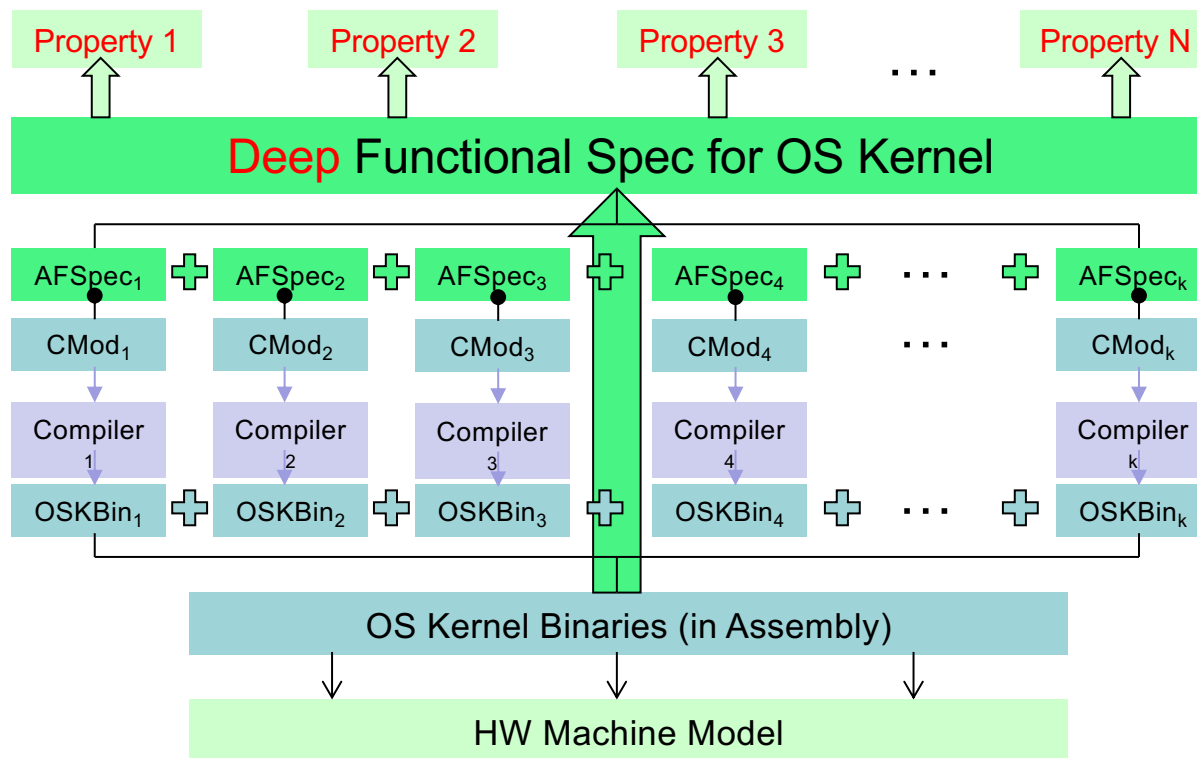 Property 1 Property 2 Property 3 ... Property N
Deep Functional Spec for OS Kernel
AFSpec1 + AFSpec2 + AFSpec3 + AFSpec4 + ... + AFSpeck
CMod1 CMod2 CMod3 CMod4 ... CModk
Compiler Compiler Compiler Compiler Compiler
1 2 3 4 k
OSKBin1 + OSKBin2 + OSKBin3 + OSKBin4 + ... + OSKBink
OS Kernel Binaries (in Assembly)
HW Machine Model